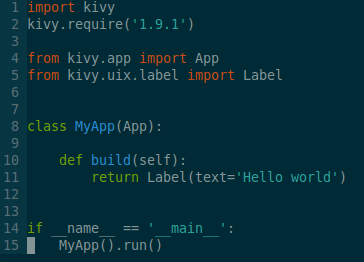 1 import kivy
2 kivy.require('1.9.1')
3
4 from kivy.app import App
5 from kivy.uix.label import Label
6
7
8 class MyApp(App):
9
10     def build(self):
11         return Label(text='Hello world')
12
13
14 if __name__ == '__main__':
15     MyApp().run()